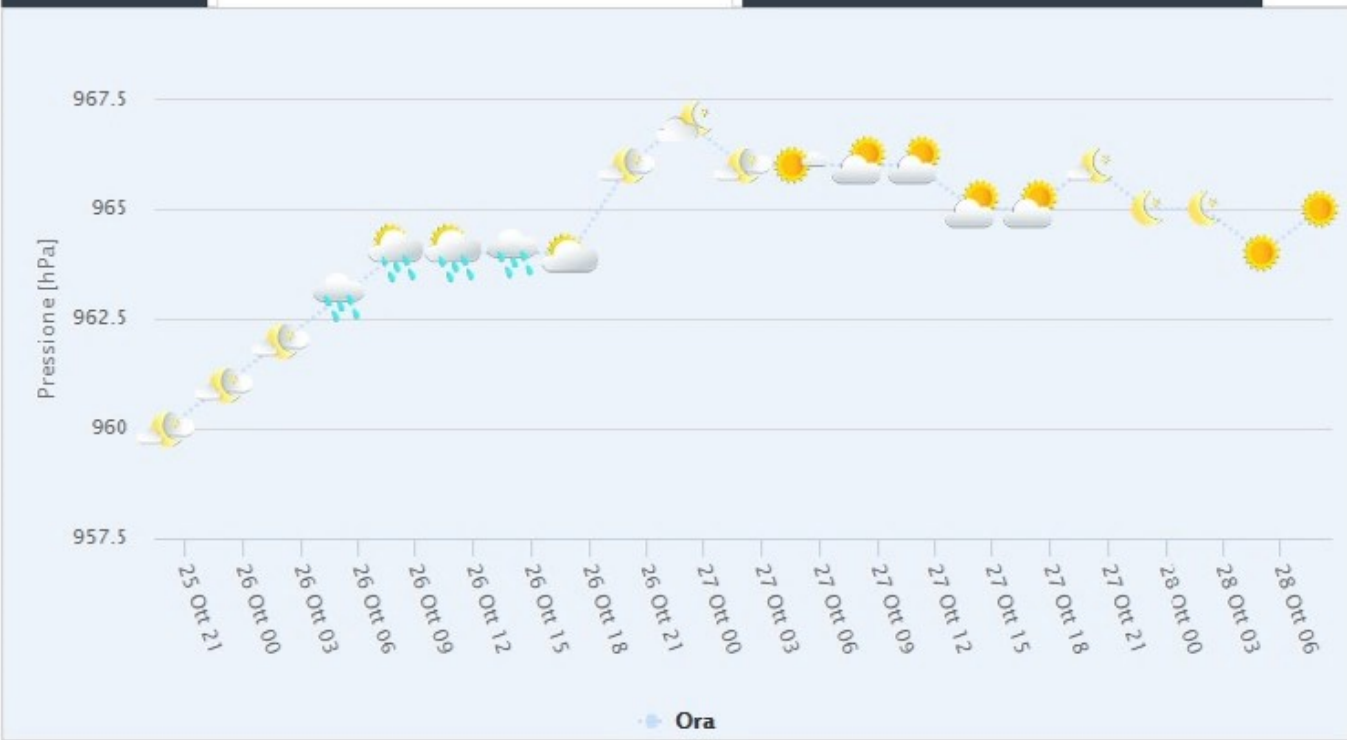 967.5
965
962.5
960
957.5
Pressione [hPa]
25 Ott 21
26 Ott 00
26 Ott 03
26 Ott 06
26 Ott 09
26 Ott 12
26 Ott 15
26 Ott 18
26 Ott 21
27 Ott 00
27 Ott 03
27 Ott 06
27 Ott 09
27 Ott 12
27 Ott 15
27 Ott 18
27 Ott 21
28 Ott 00
28 Ott 03
28 Ott 06
Ora